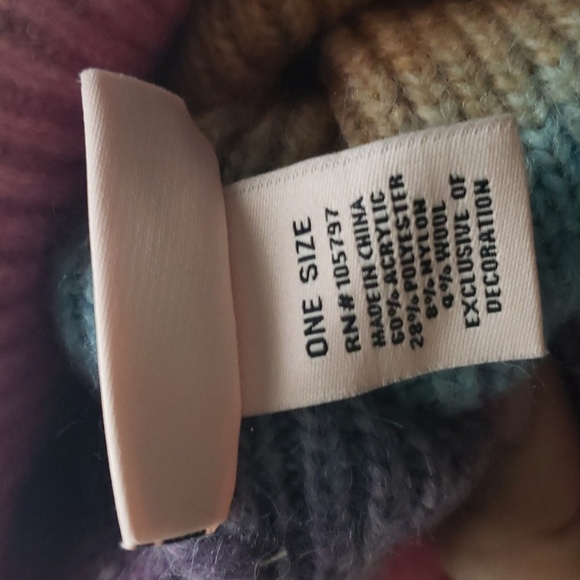 ONE SIZE
RN# 105797
MADE IN CHINA
60% ACRYLIC
28% POLYESTER
8% NYLON
4% WOOL
EXCLUSIVE OF
DECORATION